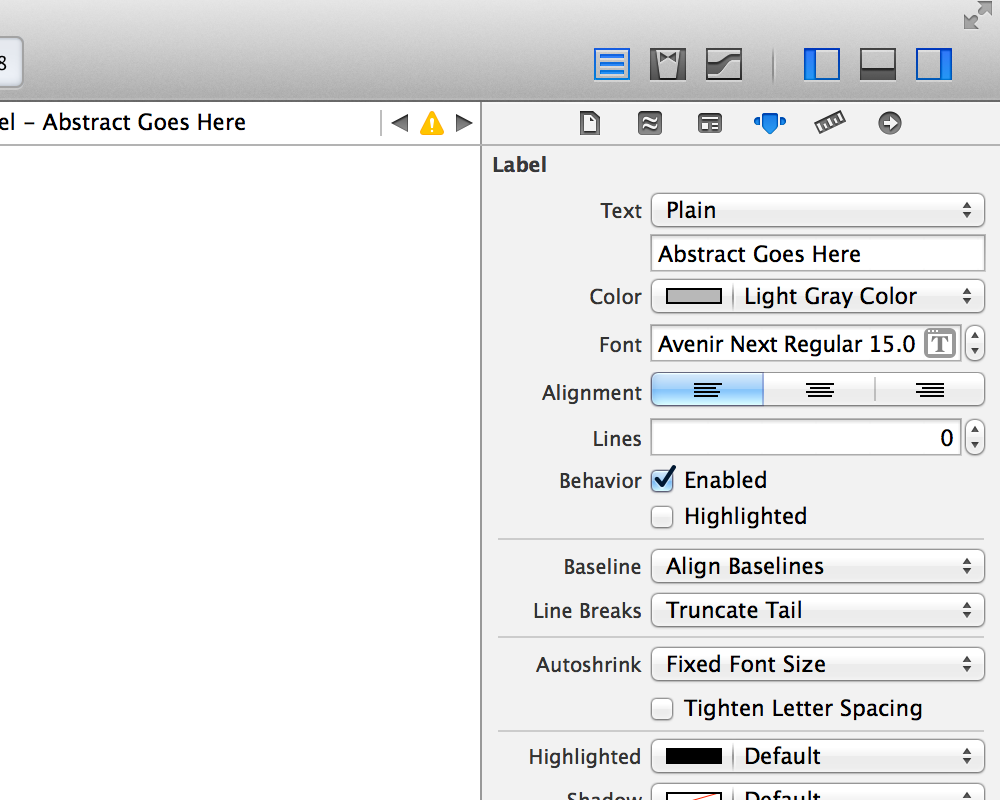 8
el – Abstract Goes Here
Label
Text Plain
Abstract Goes Here
Color Light Gray Color
Font Avenir Next Regular 15.0 T
Alignment
Lines 0
Behavior Enabled
Highlighted
Baseline Align Baselines
Line Breaks Truncate Tail
Autoshrink Fixed Font Size
Tighten Letter Spacing
Highlighted Default
Shadow Default